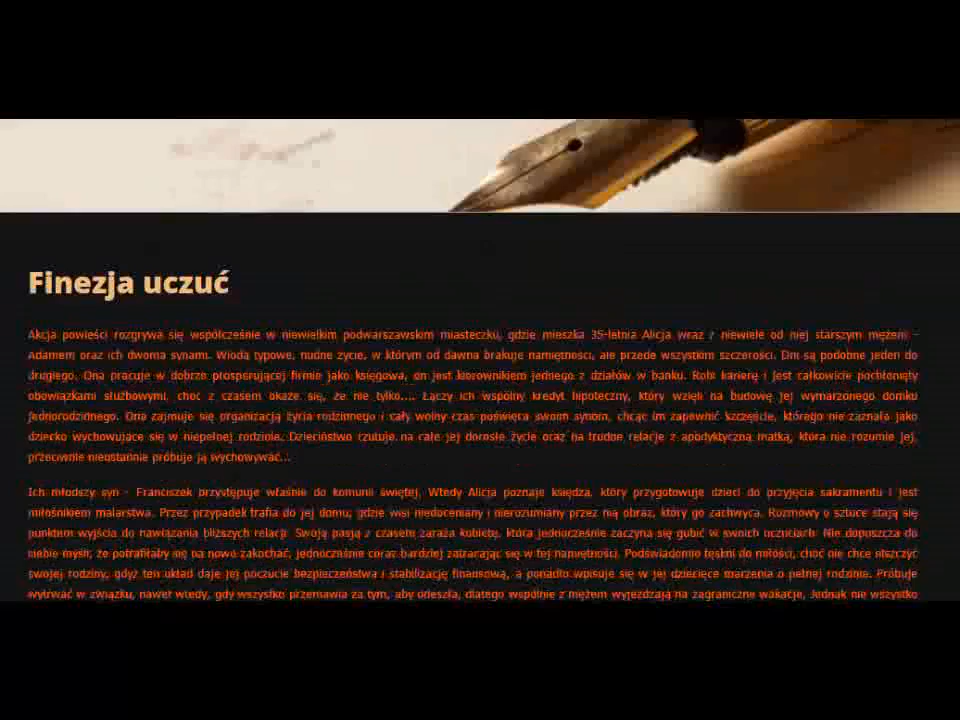 Finezja uczuć
Akcja powieści rozgrywa się współcześnie w niewielkim podwarszawskim miasteczku, gdzie mieszka 35-letnia Alicja wraz z niewiele od niej starszym mężem -
Adamem oraz ich dwoma synami. Wiodą typowe, nudne życie, w którym od dawna brakuje namiętności, ale przede wszystkim szczerości. Dni są podobne jeden do
drugiego. Ona pracuje w dobrze prosperującej firmie jako księgowa, on jest kierownikiem jednego z działów w banku. Robi karierę i jest całkowicie pochłonięty
obowiązkami służbowymi, choć z czasem okaże się, że nie tylko.... Łączy ich wspólny kredyt hipoteczny, który wzięli na budowę jej wymarzonego domku
jednorodzinnego. Ona zajmuje się organizacją życia rodzinnego i cały wolny czas poświęca swoim synom, chcąc im zapewnić szczęście, którego nie zaznała jako
dziecko wychowujące się w niepełnej rodzinie. Dzieciństwo rzutuje na całe jej dorosłe życie oraz na trudne relacje z apodyktyczną matką, która nie rozumie jej,
przeciwnie nieustannie próbuje ją wychowywać...
Ich młodszy syn - Franciszek przystępuje właśnie do komunii świętej. Wtedy Alicja poznaje księdza, który przygotowuje dzieci do przyjęcia sakramentu i jest
miłośnikiem malarstwa. Przez przypadek trafia do jej domu, gdzie wisi niedoceniany i nierozumiany przez nią obraz, który go zachwyca. Rozmowy o sztuce stają się
punktem wyjścia do nawiązania bliższych relacji. Swoją pasją z czasem zaraża kobietę, która jednocześnie zaczyna się gubić w swoich uczuciach. Nie dopuszcza do
siebie myśli, że potrafiłaby się na nowo zakochać, jednocześnie coraz bardziej zatracając się w tej namiętności. Podświadomie tęskni do miłości, choć nie chce niszczyć
swojej rodziny, gdyż ten układ daje jej poczucie bezpieczeństwa i stabilizację finansową, a ponadto wpisuje się w jej dziecięce marzenia o pełnej rodzinie. Próbuje
wytrwać w związku, nawet wtedy, gdy wszystko przemawia za tym, aby odeszła, dlatego wspólnie z mężem wyjeżdżają na zagraniczne wakacje. Jednak nie wszystko